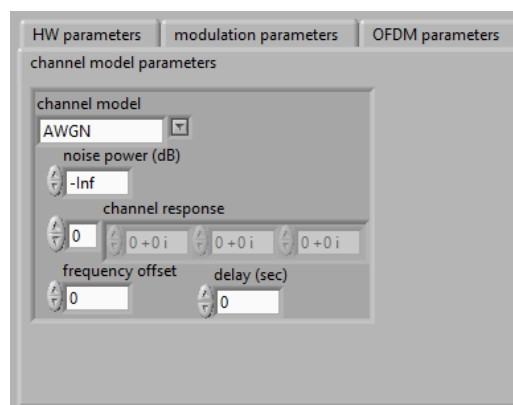 HW parameters modulation parameters OFDM parameters
channel model parameters
channel model
AWGN
noise power (dB)
-Inf
channel response
0 0 +0 i 0 +0 i 0 +0 i
frequency offset delay (sec)
0 0